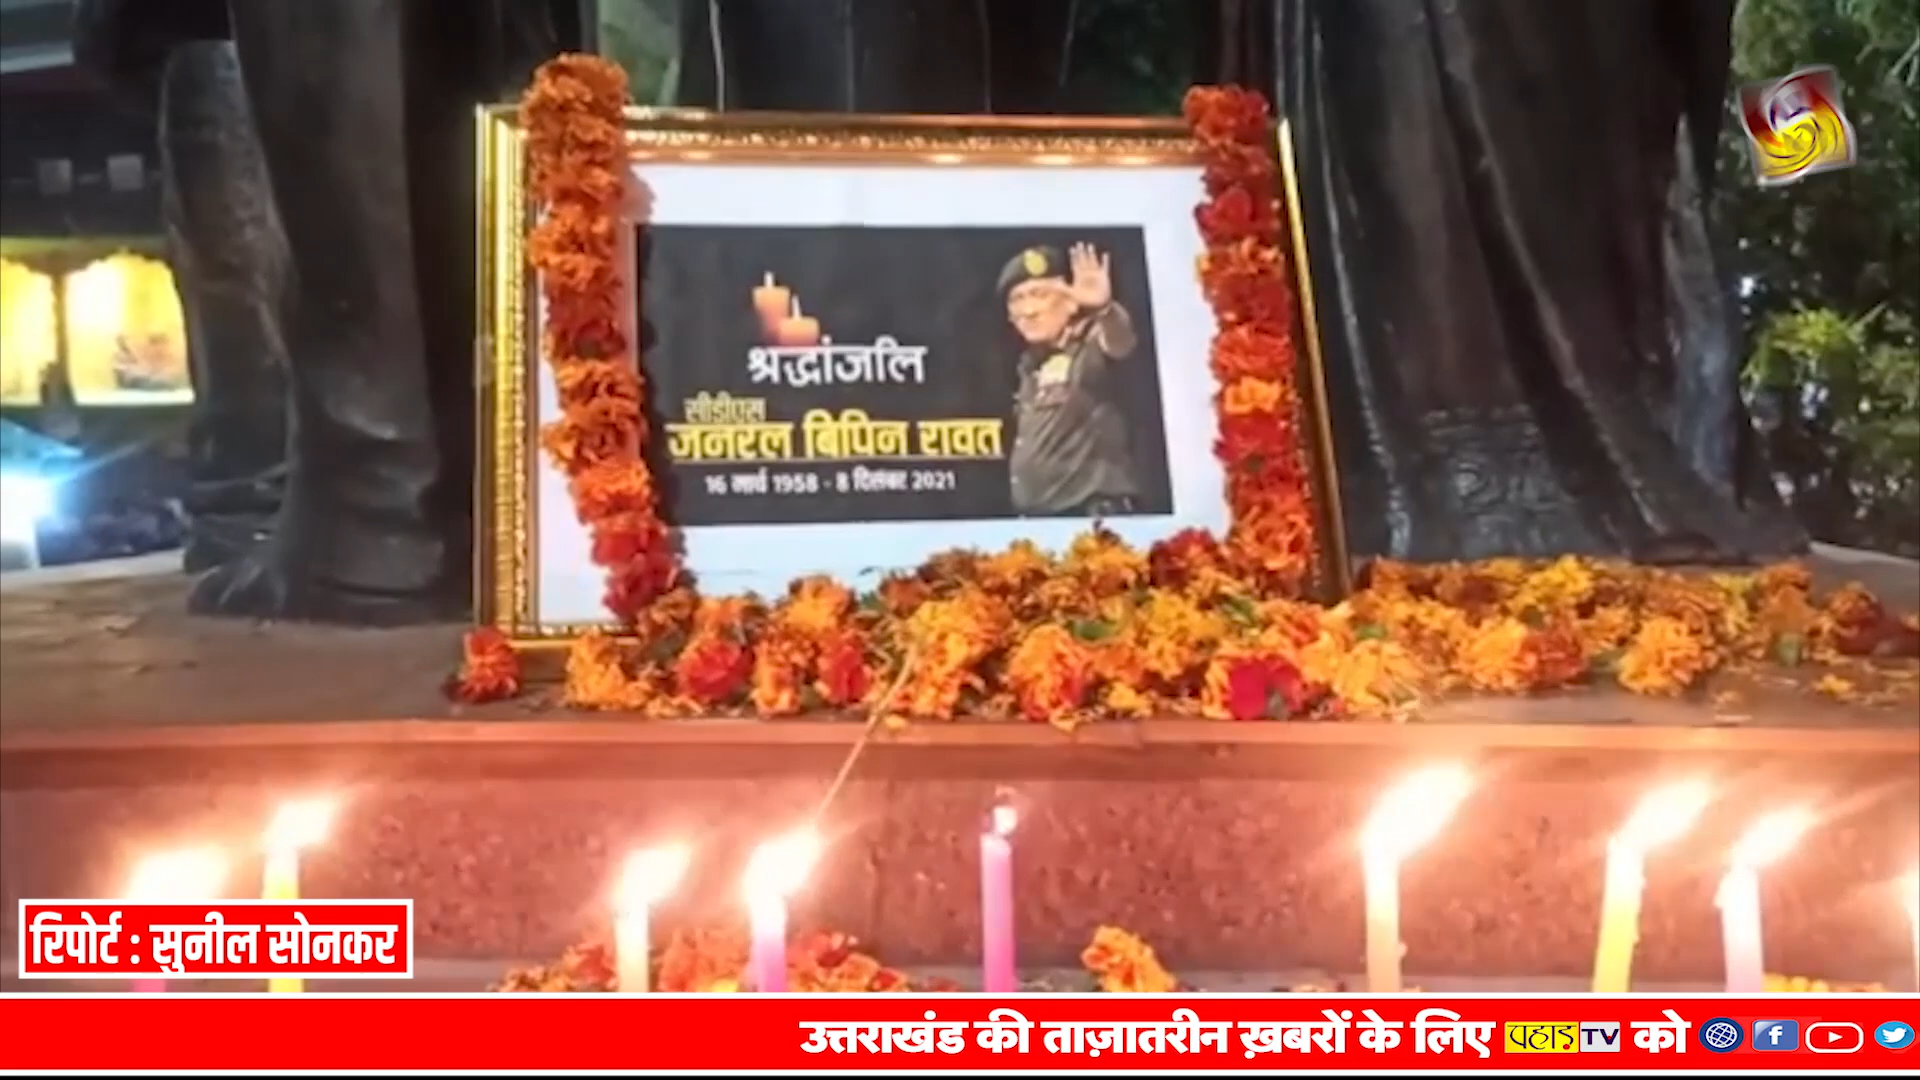 श्रद्धांजलि
सीडीएस
जनरल बिपिन रावत
16 मार्च 1958 - 8 दिसंबर 2021
रिपोर्ट : सुनील सोनकर
उत्तराखंड की ताज़ातरीन ख़बरों के लिए पहाड़ TV को